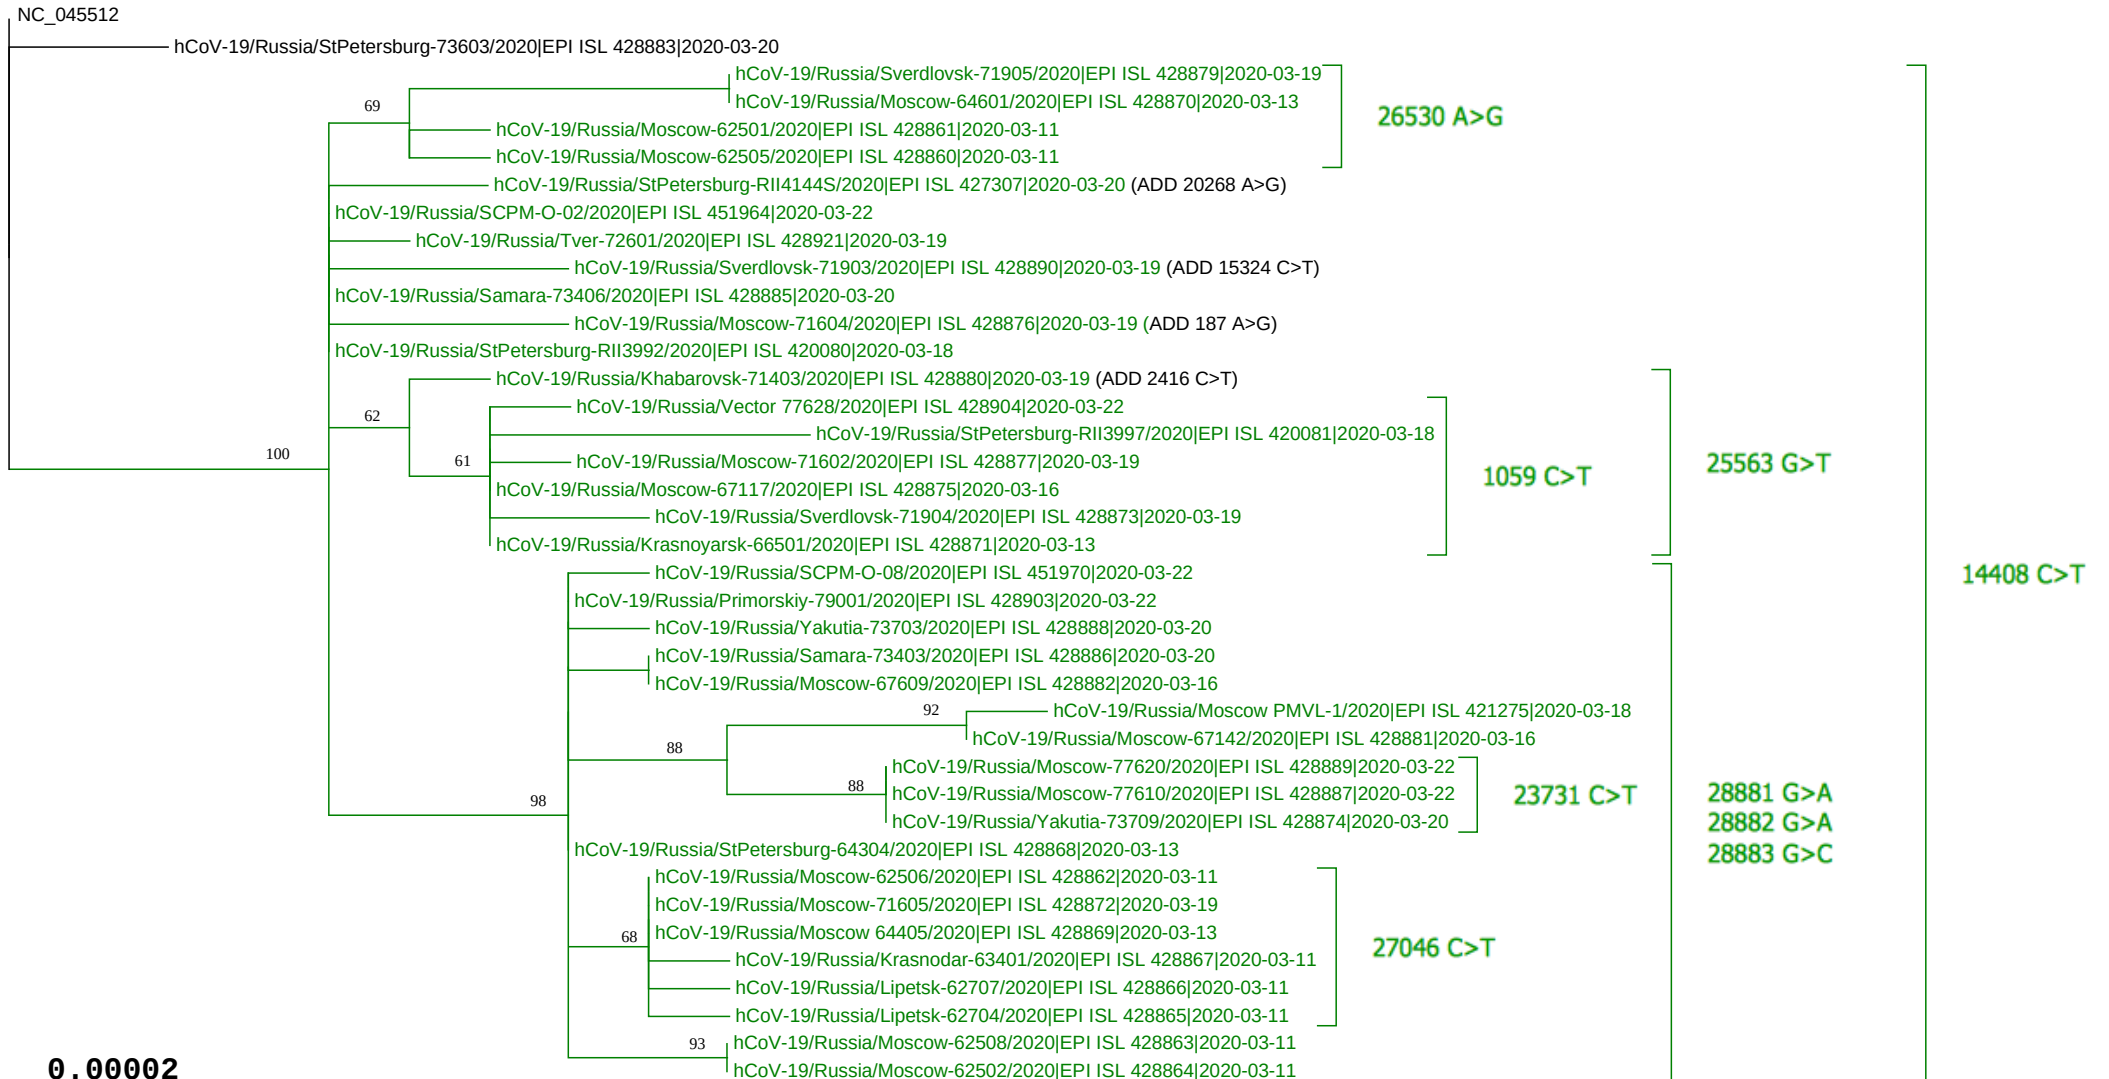 NC_045512
hCoV-19/Russia/StPetersburg-73603/2020|EPI ISL 428883|2020-03-20
hCoV-19/Russia/Sverdlovsk-71905/2020|EPI ISL 428879|2020-03-19
69
hCoV-19/Russia/Moscow-64601/2020|EPI ISL 428870|2020-03-13
26530 A>G
hCoV-19/Russia/Moscow-62501/2020|EPI ISL 428861|2020-03-11
hCoV-19/Russia/Moscow-62505/2020|EPI ISL 428860|2020-03-11
hCoV-19/Russia/StPetersburg-RII4144S/2020|EPI ISL 427307|2020-03-20 (ADD 20268 A>G)
hCoV-19/Russia/SCPM-O-02/2020|EPI ISL 451964|2020-03-22
hCoV-19/Russia/Tver-72601/2020|EPI ISL 428921|2020-03-19
hCoV-19/Russia/Sverdlovsk-71903/2020|EPI ISL 428890|2020-03-19 (ADD 15324 C>T)
hCoV-19/Russia/Samara-73406/2020|EPI ISL 428885|2020-03-20
hCoV-19/Russia/Moscow-71604/2020|EPI ISL 428876|2020-03-19 (ADD 187 A>G)
hCoV-19/Russia/StPetersburg-RII3992/2020|EPI ISL 420080|2020-03-18
hCoV-19/Russia/Khabarovsk-71403/2020|EPI ISL 428880|2020-03-19 (ADD 2416 C>T)
62
hCoV-19/Russia/Vector 77628/2020|EPI ISL 428904|2020-03-22
hCoV-19/Russia/StPetersburg-RII3997/2020|EPI ISL 420081|2020-03-18
100
61
hCoV-19/Russia/Moscow-71602/2020|EPI ISL 428877|2020-03-19
25563 G>T
1059 C>T
hCoV-19/Russia/Moscow-67117/2020|EPI ISL 428875|2020-03-16
hCoV-19/Russia/Sverdlovsk-71904/2020|EPI ISL 428873|2020-03-19
hCoV-19/Russia/Krasnoyarsk-66501/2020|EPI ISL 428871|2020-03-13
hCoV-19/Russia/SCPM-O-08/2020|EPI ISL 451970|2020-03-22
14408 C>T
hCoV-19/Russia/Primorskiy-79001/2020|EPI ISL 428903|2020-03-22
hCoV-19/Russia/Yakutia-73703/2020|EPI ISL 428888|2020-03-20
hCoV-19/Russia/Samara-73403/2020|EPI ISL 428886|2020-03-20
hCoV-19/Russia/Moscow-67609/2020|EPI ISL 428882|2020-03-16
92
hCoV-19/Russia/Moscow PMVL-1/2020|EPI ISL 421275|2020-03-18
88
hCoV-19/Russia/Moscow-67142/2020|EPI ISL 428881|2020-03-16
hCoV-19/Russia/Moscow-77620/2020|EPI ISL 428889|2020-03-22
98
88
hCoV-19/Russia/Moscow-77610/2020|EPI ISL 428887|2020-03-22
23731 C>T
28881 G>A
hCoV-19/Russia/Yakutia-73709/2020|EPI ISL 428874|2020-03-20
28882 G>A
hCoV-19/Russia/StPetersburg-64304/2020|EPI ISL 428868|2020-03-13
28883 G>C
hCoV-19/Russia/Moscow-62506/2020|EPI ISL 428862|2020-03-11
hCoV-19/Russia/Moscow-71605/2020|EPI ISL 428872|2020-03-19
68
hCoV-19/Russia/Moscow 64405/2020|EPI ISL 428869|2020-03-13
27046 C>T
hCoV-19/Russia/Krasnodar-63401/2020|EPI ISL 428867|2020-03-11
hCoV-19/Russia/Lipetsk-62707/2020|EPI ISL 428866|2020-03-11
hCoV-19/Russia/Lipetsk-62704/2020|EPI ISL 428865|2020-03-11
93
hCoV-19/Russia/Moscow-62508/2020|EPI ISL 428863|2020-03-11
hCoV-19/Russia/Moscow-62502/2020|EPI ISL 428864|2020-03-11
0.00002